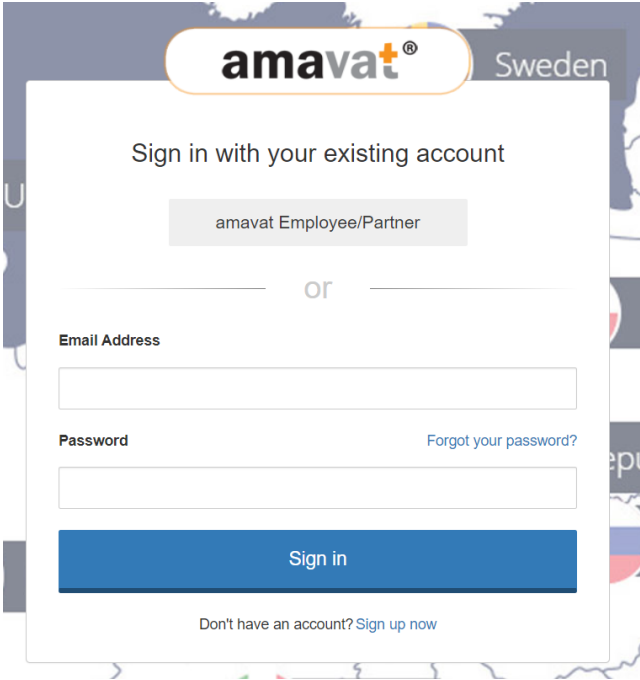 amavat®
Sweden
Sign in with your existing account
amavat Employee/Partner
or
Email Address
Password
Forgot your password?
Sign in
Don't have an account? Sign up now